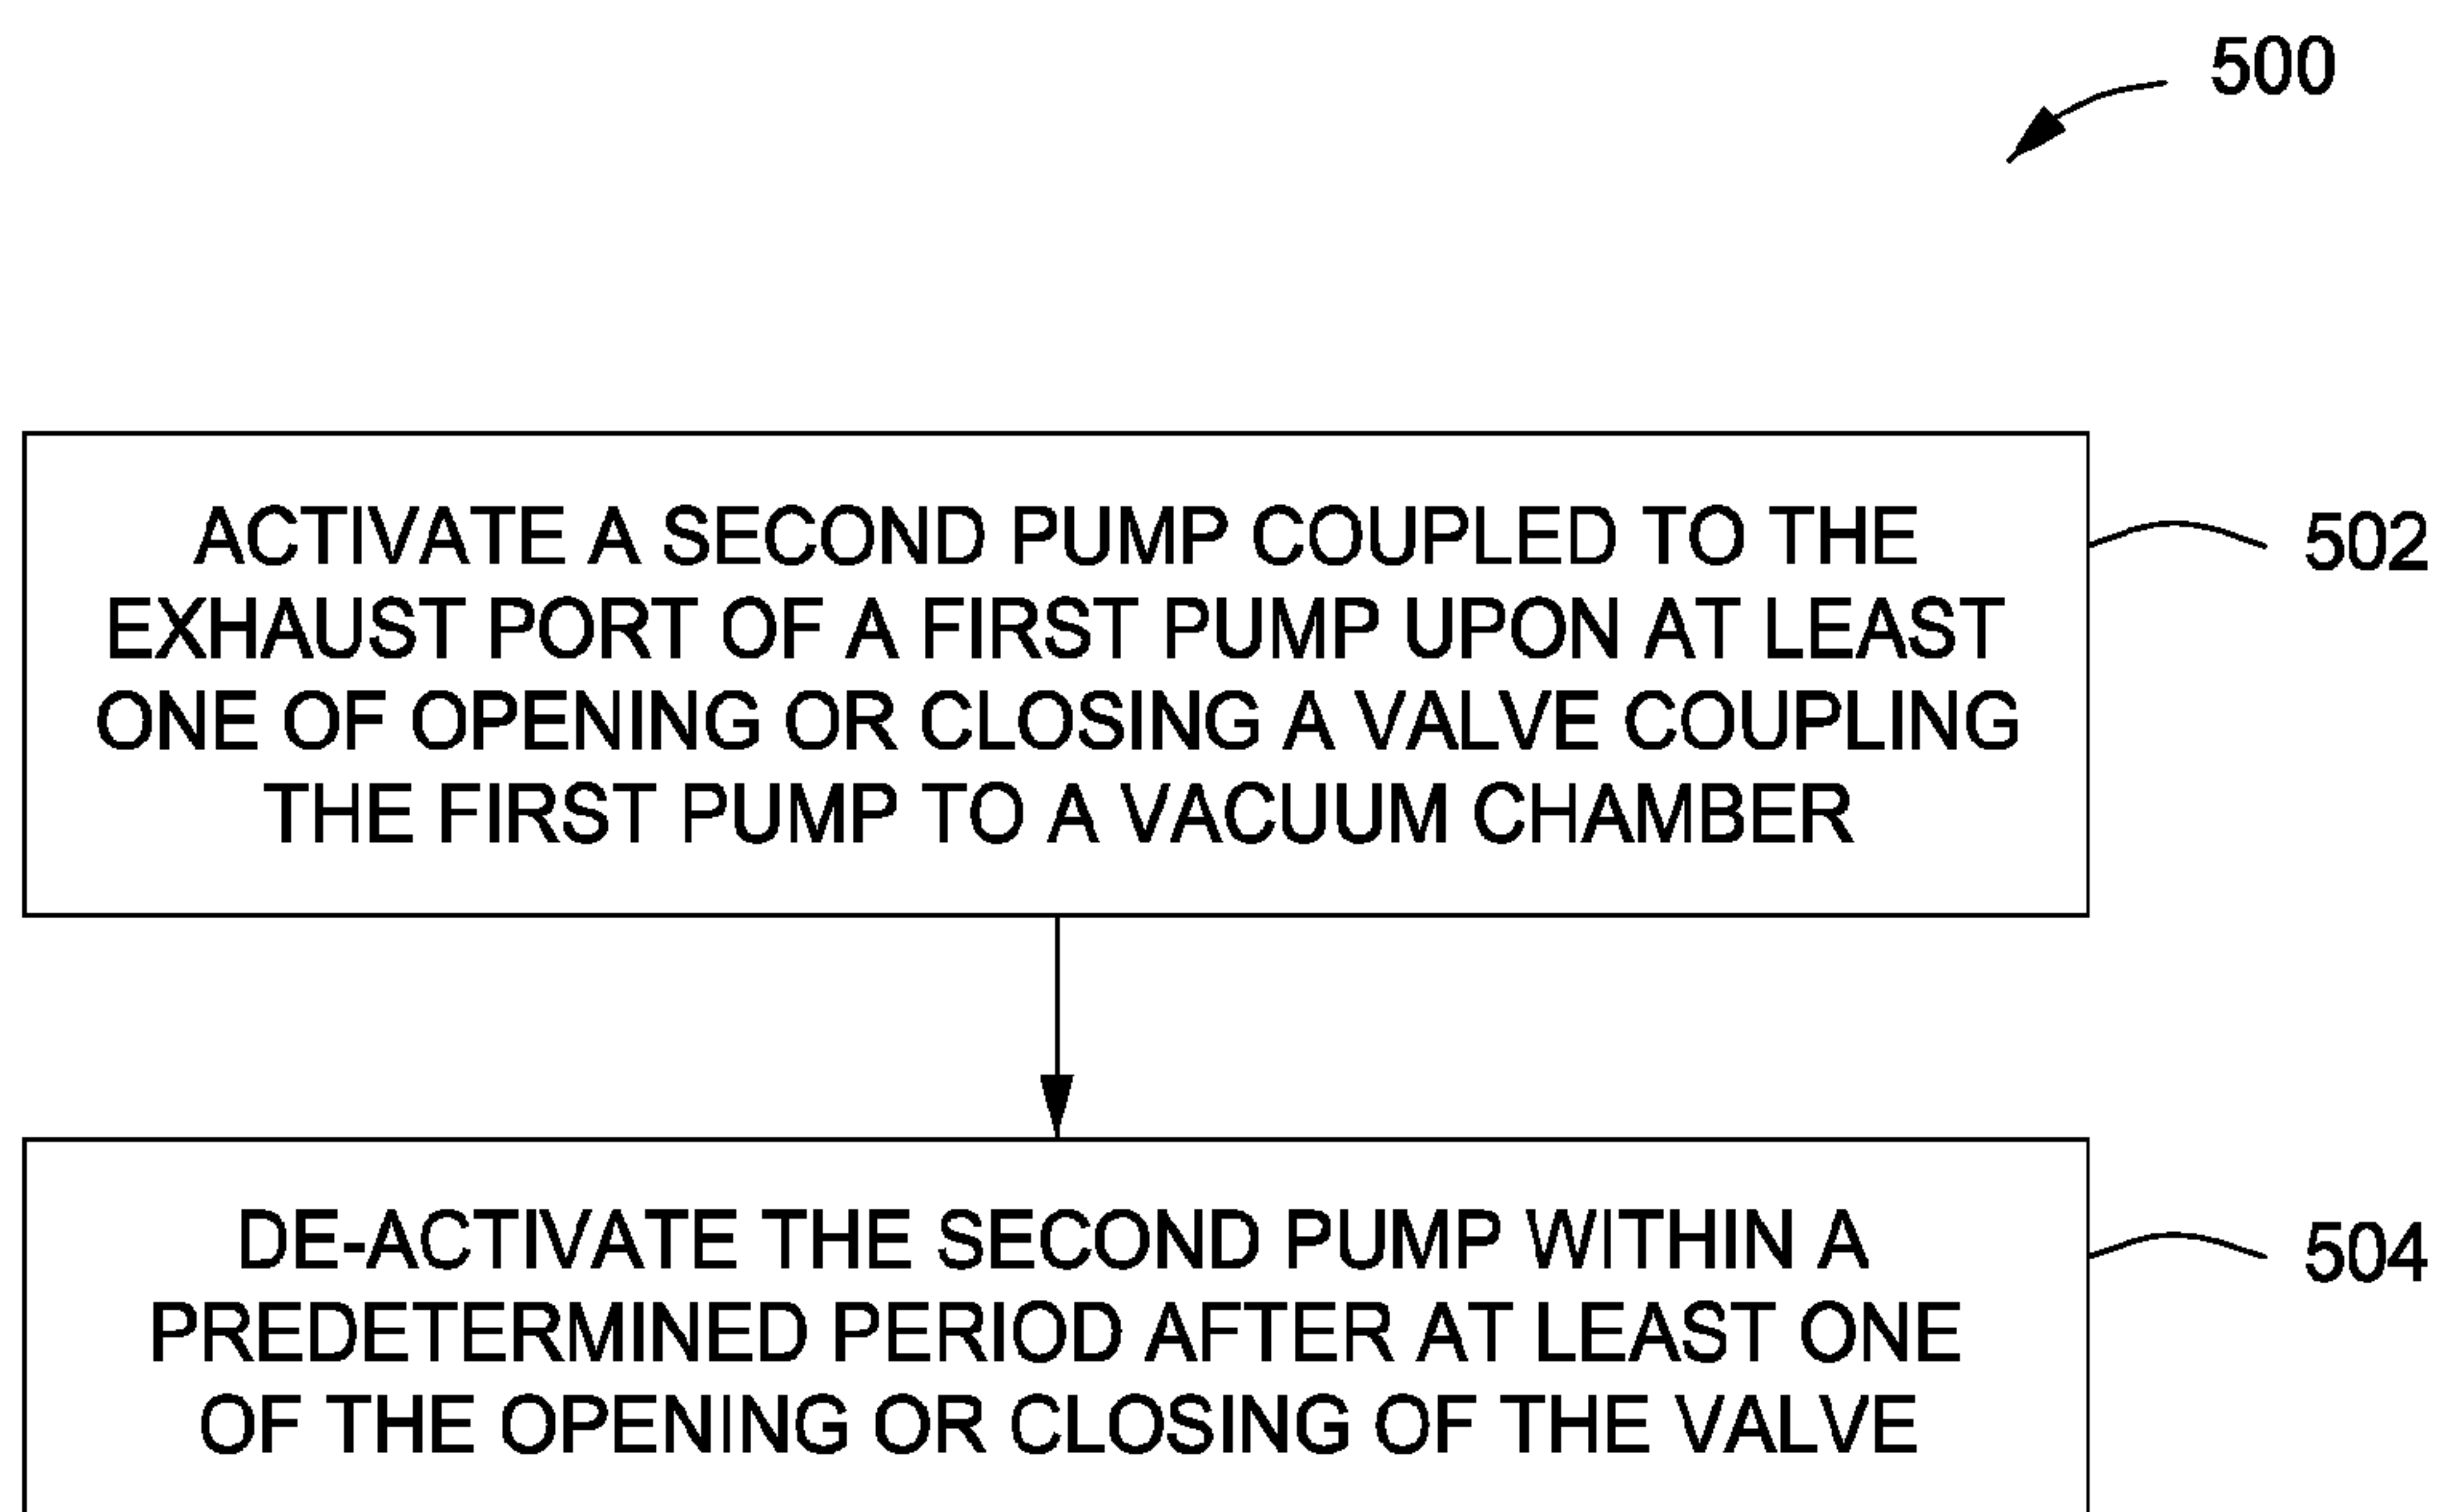 500
ACTIVATE A SECOND PUMP COUPLED TO THE
EXHAUST PORT OF A FIRST PUMP UPON AT LEAST
ONE OF OPENING OR CLOSING A VALVE COUPLING
THE FIRST PUMP TO A VACUUM CHAMBER
502
DE-ACTIVATE THE SECOND PUMP WITHIN A
PREDETERMINED PERIOD AFTER AT LEAST ONE
OF THE OPENING OR CLOSING OF THE VALVE
504